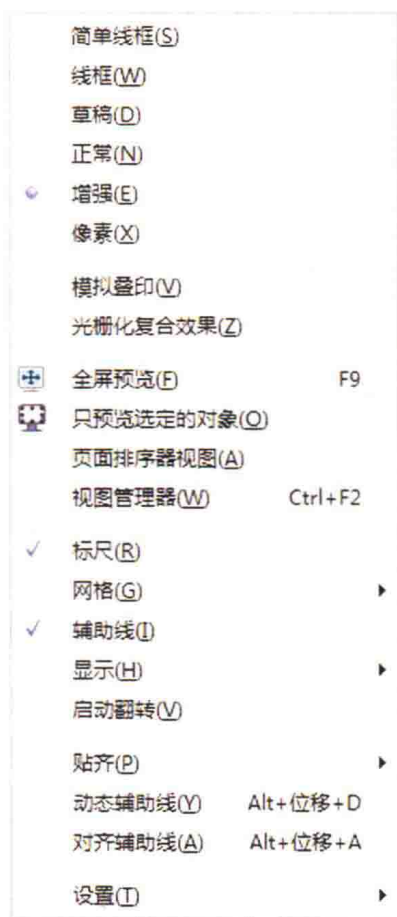 简单线框(S)
线框(W)
草稿(D)
正常(N)
增强(E)
像素(X)
模拟叠印(V)
光栅化复合效果(Z)
全屏预览(F) F9
只预览选定的对象(O)
页面排序器视图(A)
视图管理器(W) Ctrl+F2
标尺(R)
网格(G)
辅助线(I)
显示(H)
启动翻转(V)
贴齐(P)
动态辅助线(Y) Alt+位移+D
对齐辅助线(A) Alt+位移+A
设置(T)